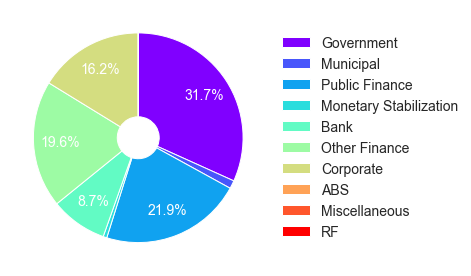 16.2%
31.7%
19.6%
8.7%
21.9%
Government
Municipal
Public Finance
Monetary Stabilization
Bank
Other Finance
Corporate
ABS
Miscellaneous
RF